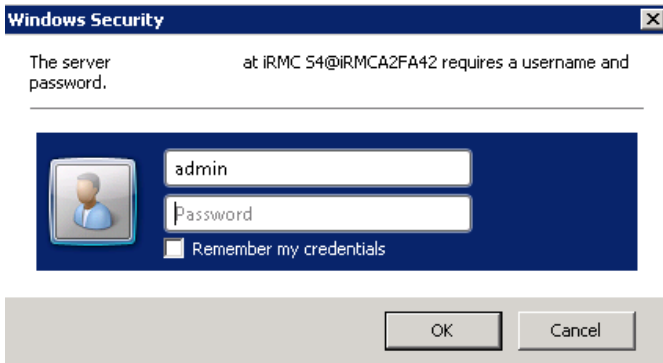 Windows Security
The server at iRMC S4@iRMCA2FA42 requires a username and
password.
admin
Password
Remember my credentials
OK
Cancel